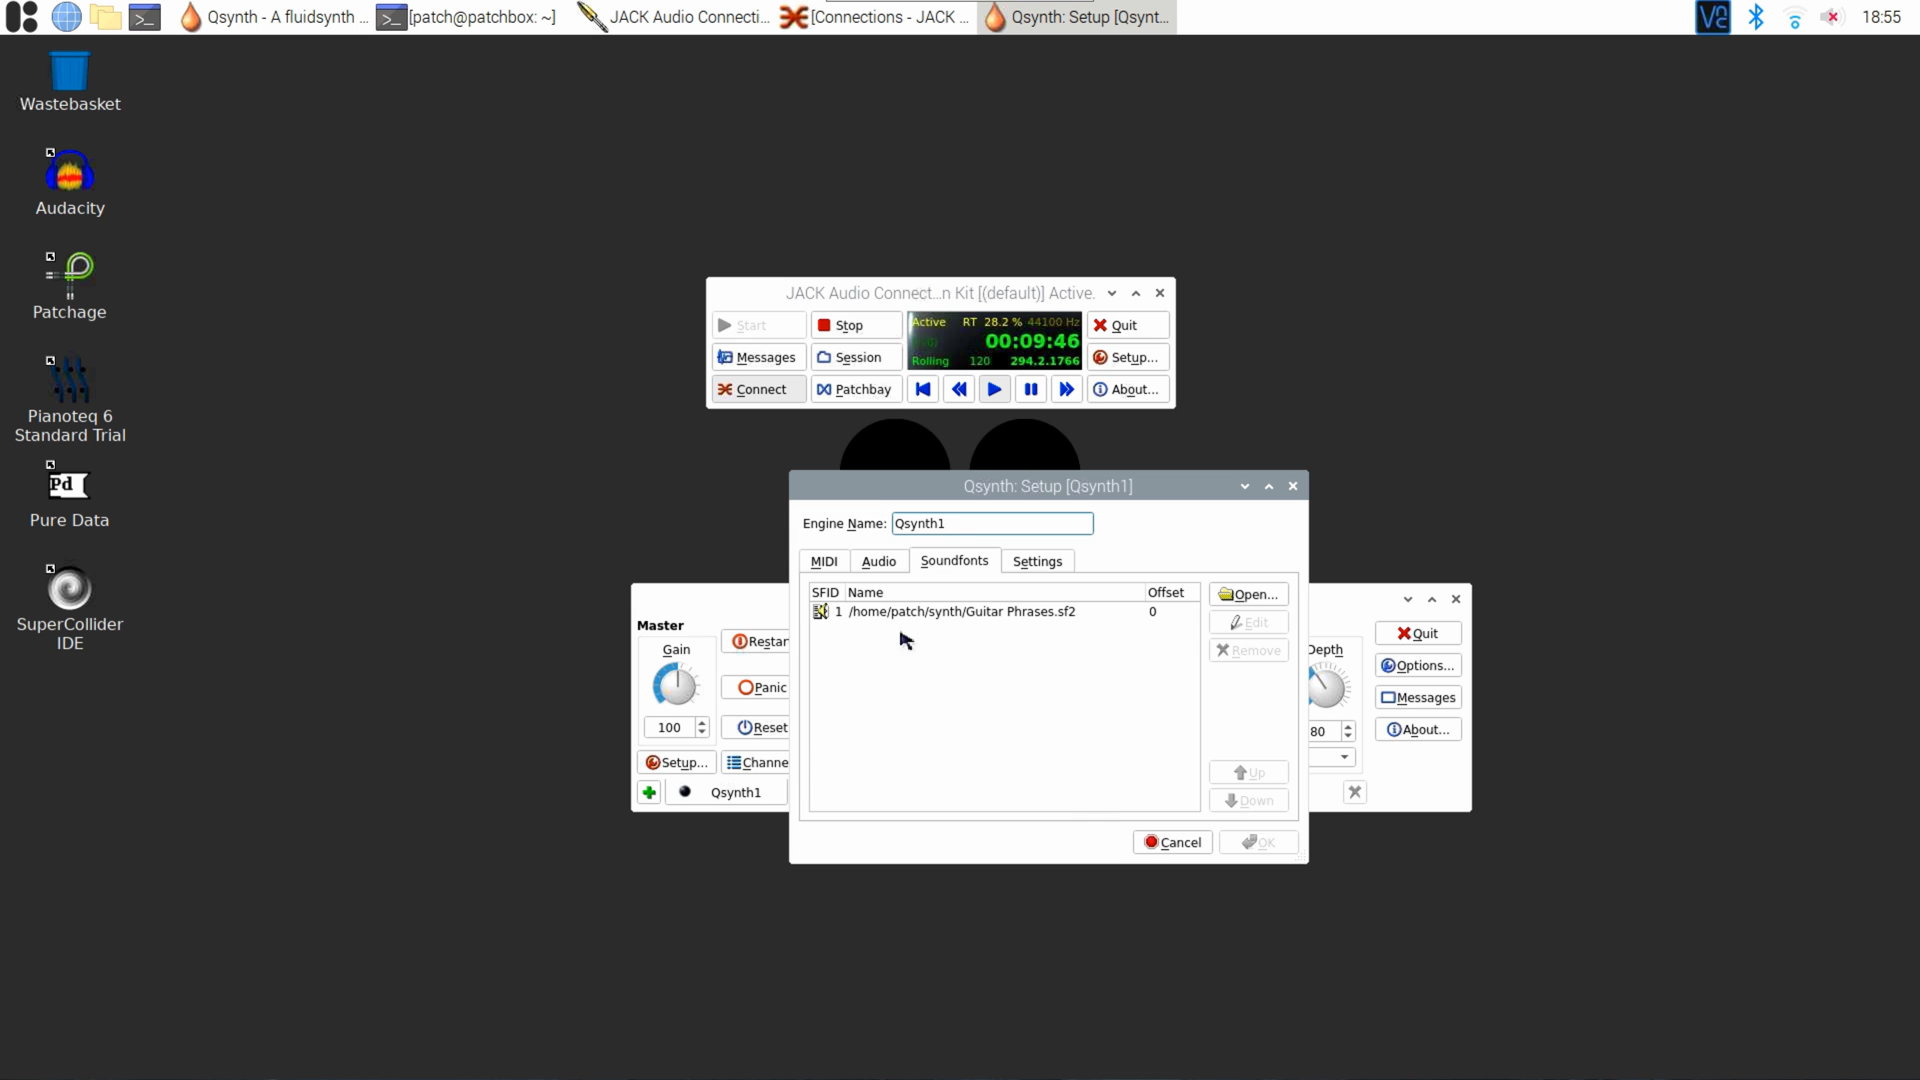 Qsynth - A fluidsynth ...
[patch@patchbox: ~]
JACK Audio Connecti...
[Connections - JACK ...
Qsynth: Setup [Qsynt...
18:55
Wastebasket
Audacity
Patchage
Pianoteq 6
Standard Trial
Pd
Pure Data
SuperCollider
IDE
JACK Audio Connect...n Kit [(default)] Active.
Start
Stop
Active RT 28.2 % 44100 Hz
00:09:46
Rolling 120 294.2.1766
Quit
Messages
Session
Setup...
Connect
Patchbay
About...
Qsynth: Setup [Qsynth1]
Engine Name: Qsynth1
MIDI Audio Soundfonts Settings
SFID Name Offset
1 /home/patch/synth/Guitar Phrases.sf2 0
Open...
Edit
Remove
Up
Down
Cancel
OK
Master
Gain
100
Restar
Panic
Reset
Setup...
Channe
Qsynth1
Depth
80
Quit
Options...
Messages
About...